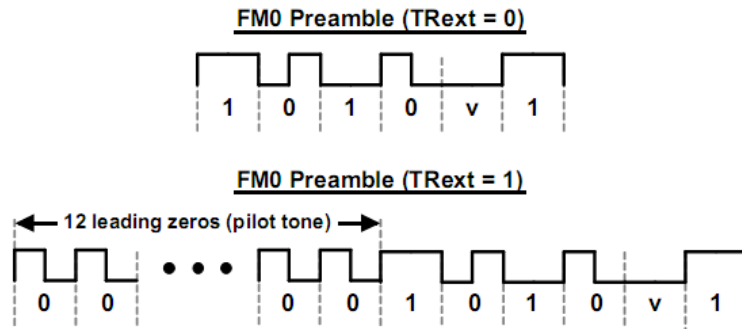 FM0 Preamble (TRext = 0)
1 0 1 0 v 1
FM0 Preamble (TRext = 1)
12 leading zeros (pilot tone)
0 0 • • • 0 0 1 0 1 0 v 1